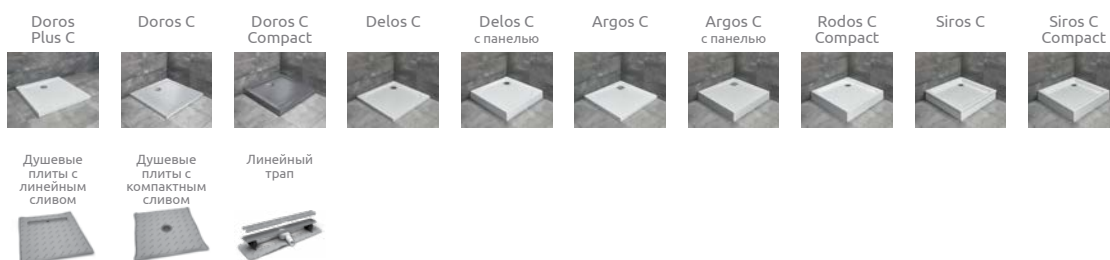 Doros
Plus C
Doros C
Doros C
Compact
Delos C
Delos C
с панелью
Argos C
Argos C
с панелью
Rodos C
Compact
Siros C
Siros C
Compact
Душевые
плиты с
линейным
сливом
Душевые
плиты с
компактным
сливом
Линейный
трап